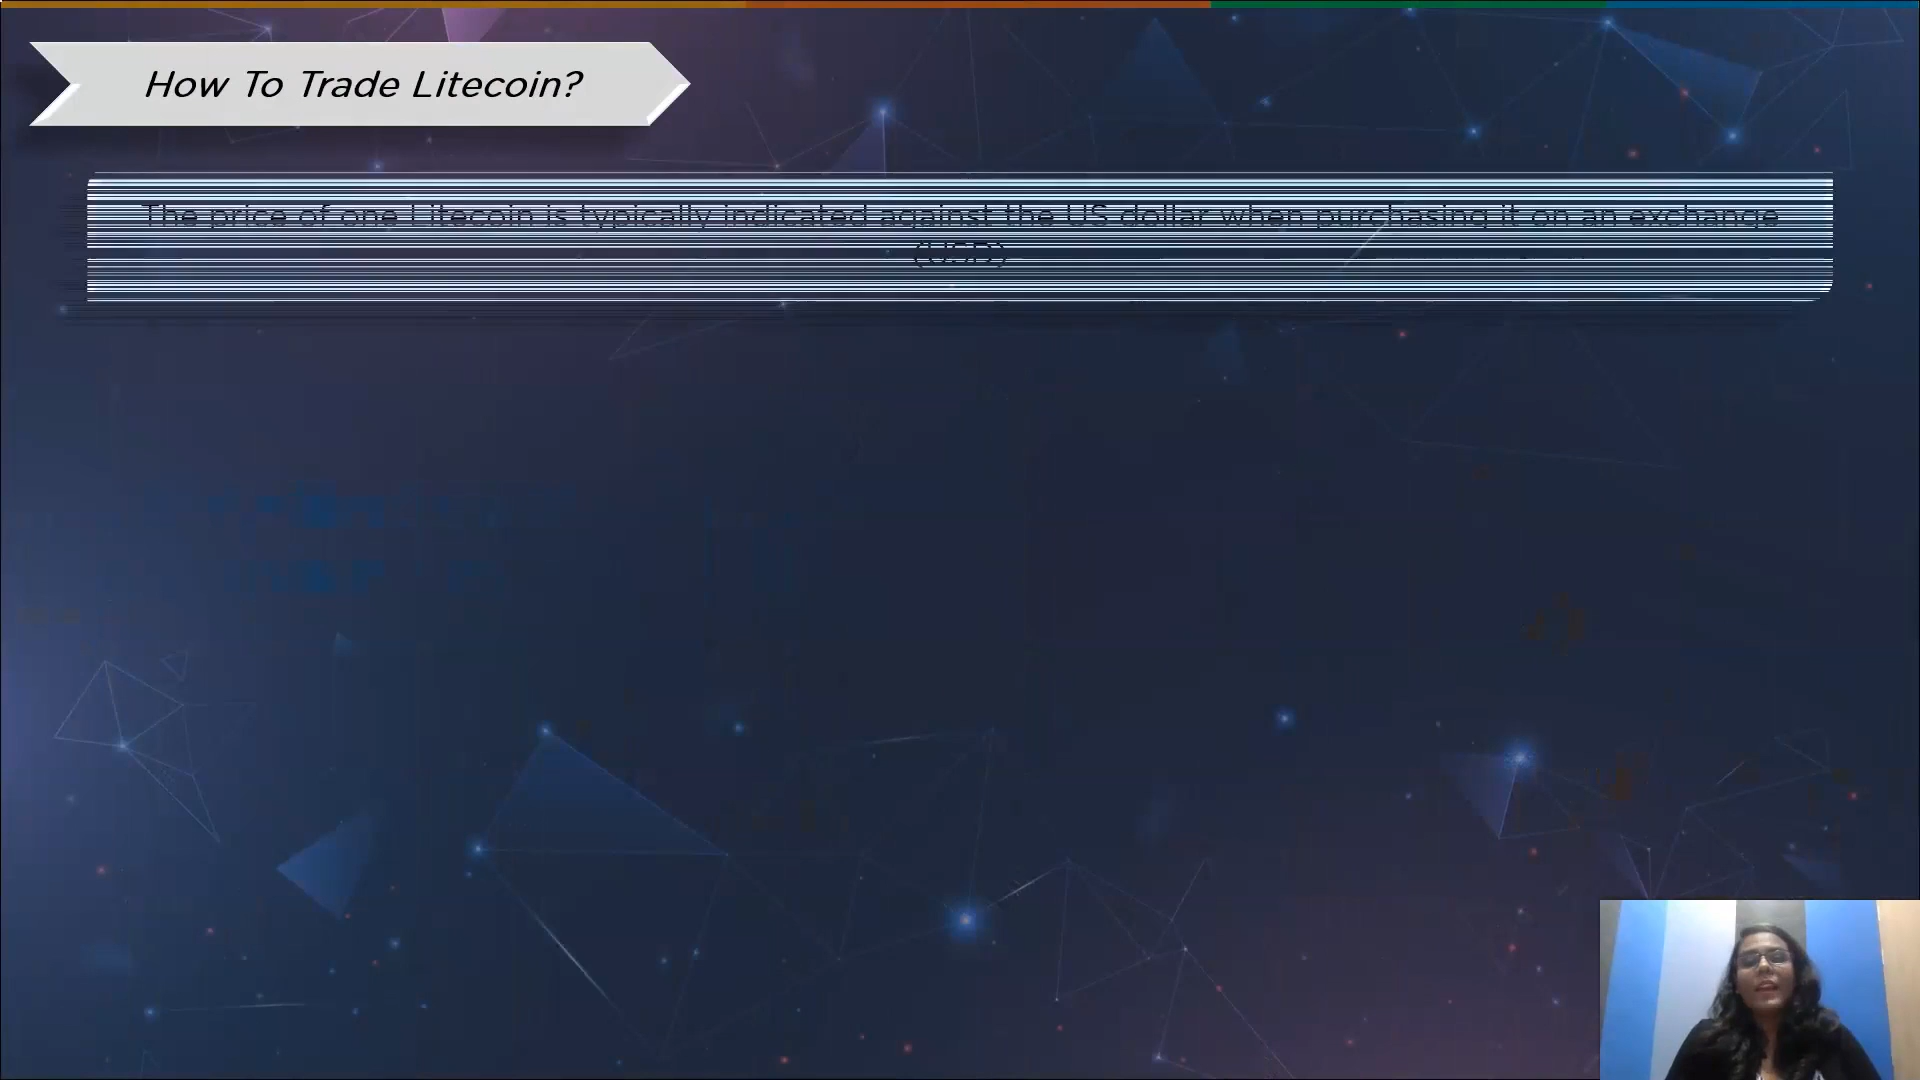 How To Trade Litecoin?
The price of one Litecoin is typically indicated against the US dollar when purchasing it on an exchange
(USD)